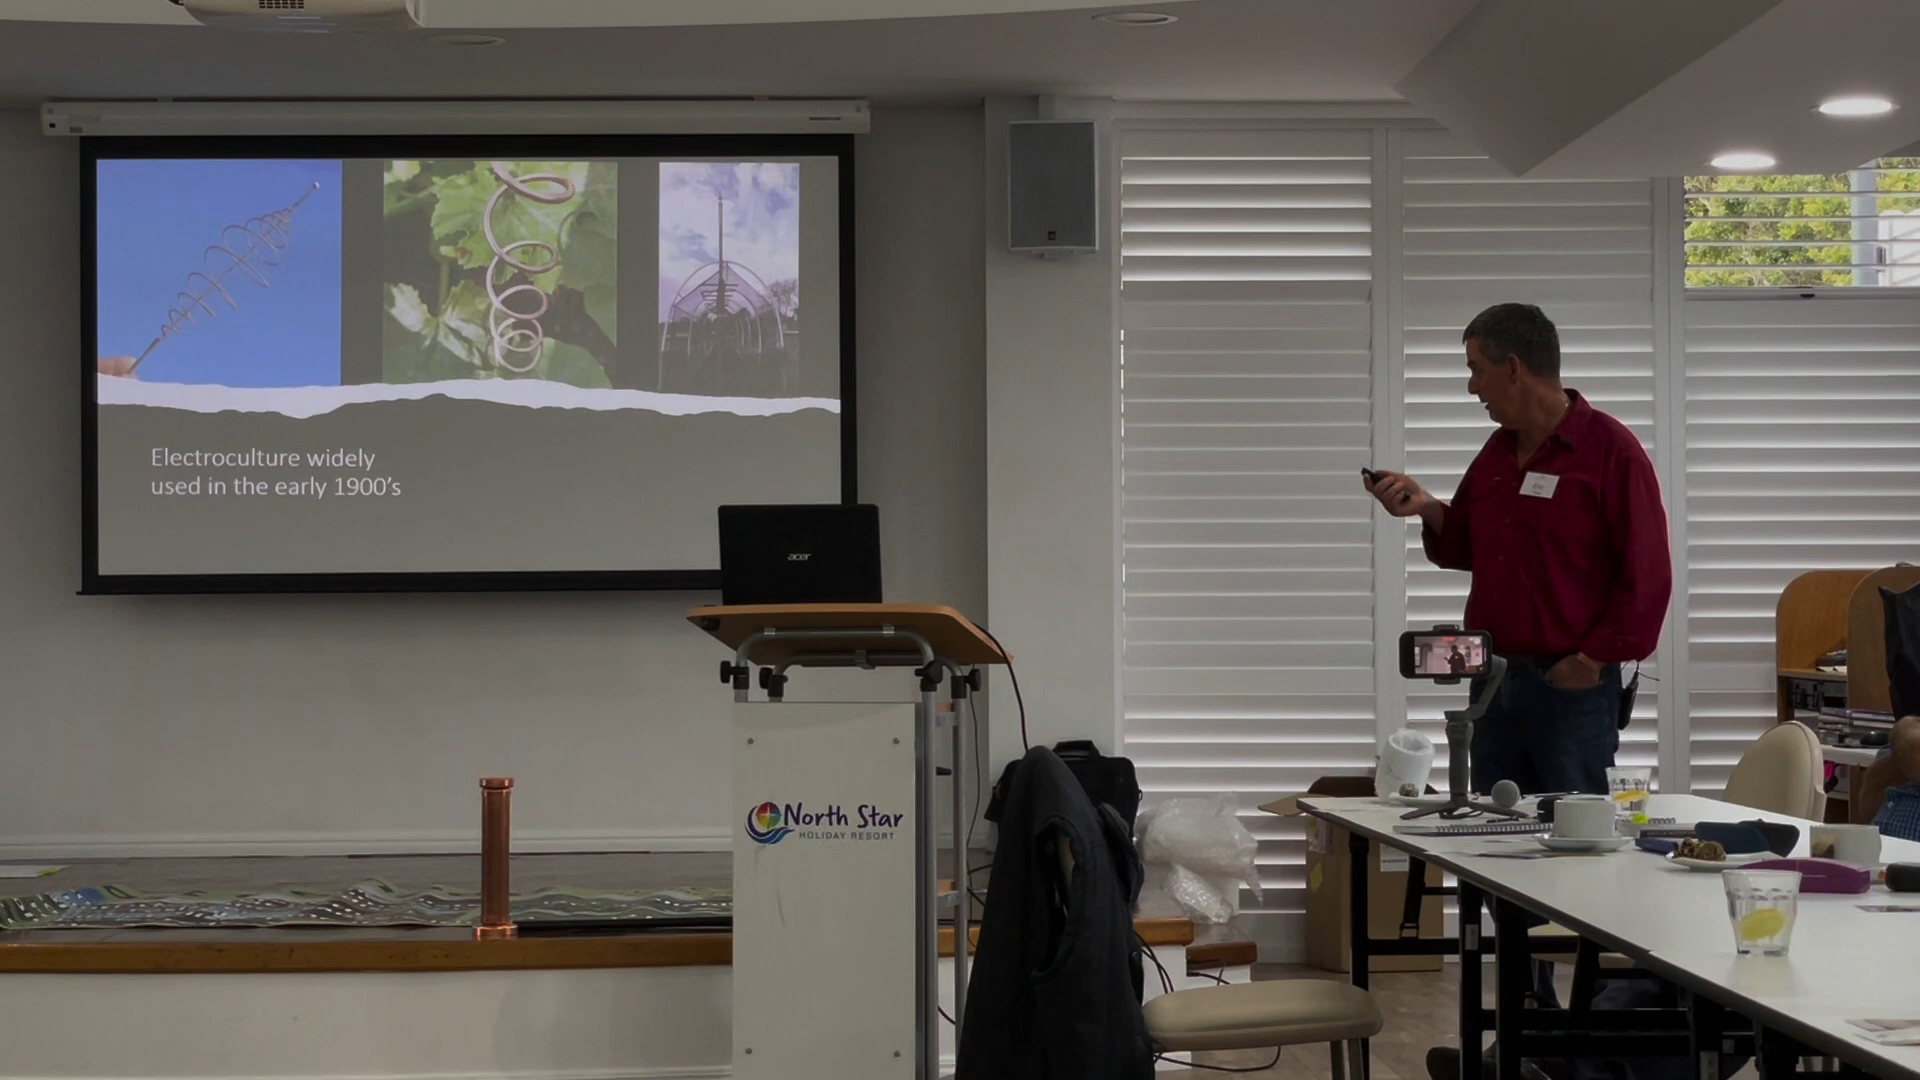 Electroculture widely
used in the early 1900's
acer
North Star
HOLIDAY RESORT